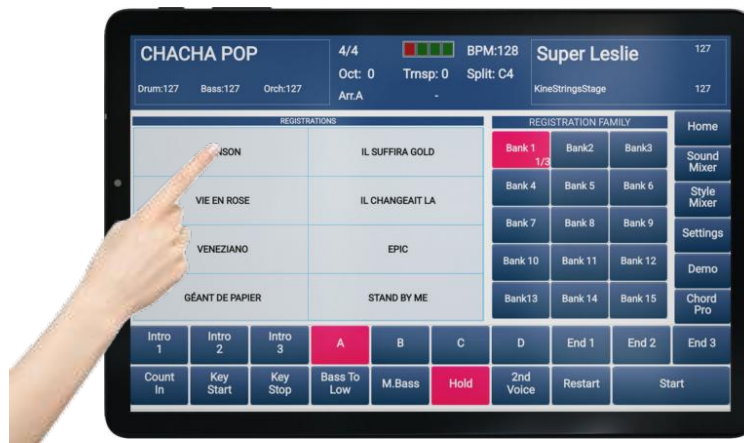 CHACHA POP
4/4
BPM:128
Super Leslie
127
Oct: 0
Trnsp: 0
Split: C4
Drum:127
Bass:127
Orch:127
Arr.A
-
KineStringsStage
127
REGISTRATIONS
IL SUFFIRA GOLD
VIE EN ROSE
IL CHANGEAIT LA
VENEZIANO
EPIC
GÉANT DE PAPIER
STAND BY ME
REGISTRATION FAMILY
Bank 1
1/3
Bank2
Bank3
Bank 4
Bank 5
Bank 6
Bank 7
Bank 8
Bank 9
Bank 10
Bank 11
Bank 12
Bank13
Bank 14
Bank 15
Home
Sound
Mixer
Style
Mixer
Settings
Demo
Chord
Pro
Intro
1
Intro
2
Intro
3
A
B
C
D
End 1
End 2
End 3
Count
In
Key
Start
Key
Stop
Bass To
Low
M.Bass
Hold
2nd
Voice
Restart
Start